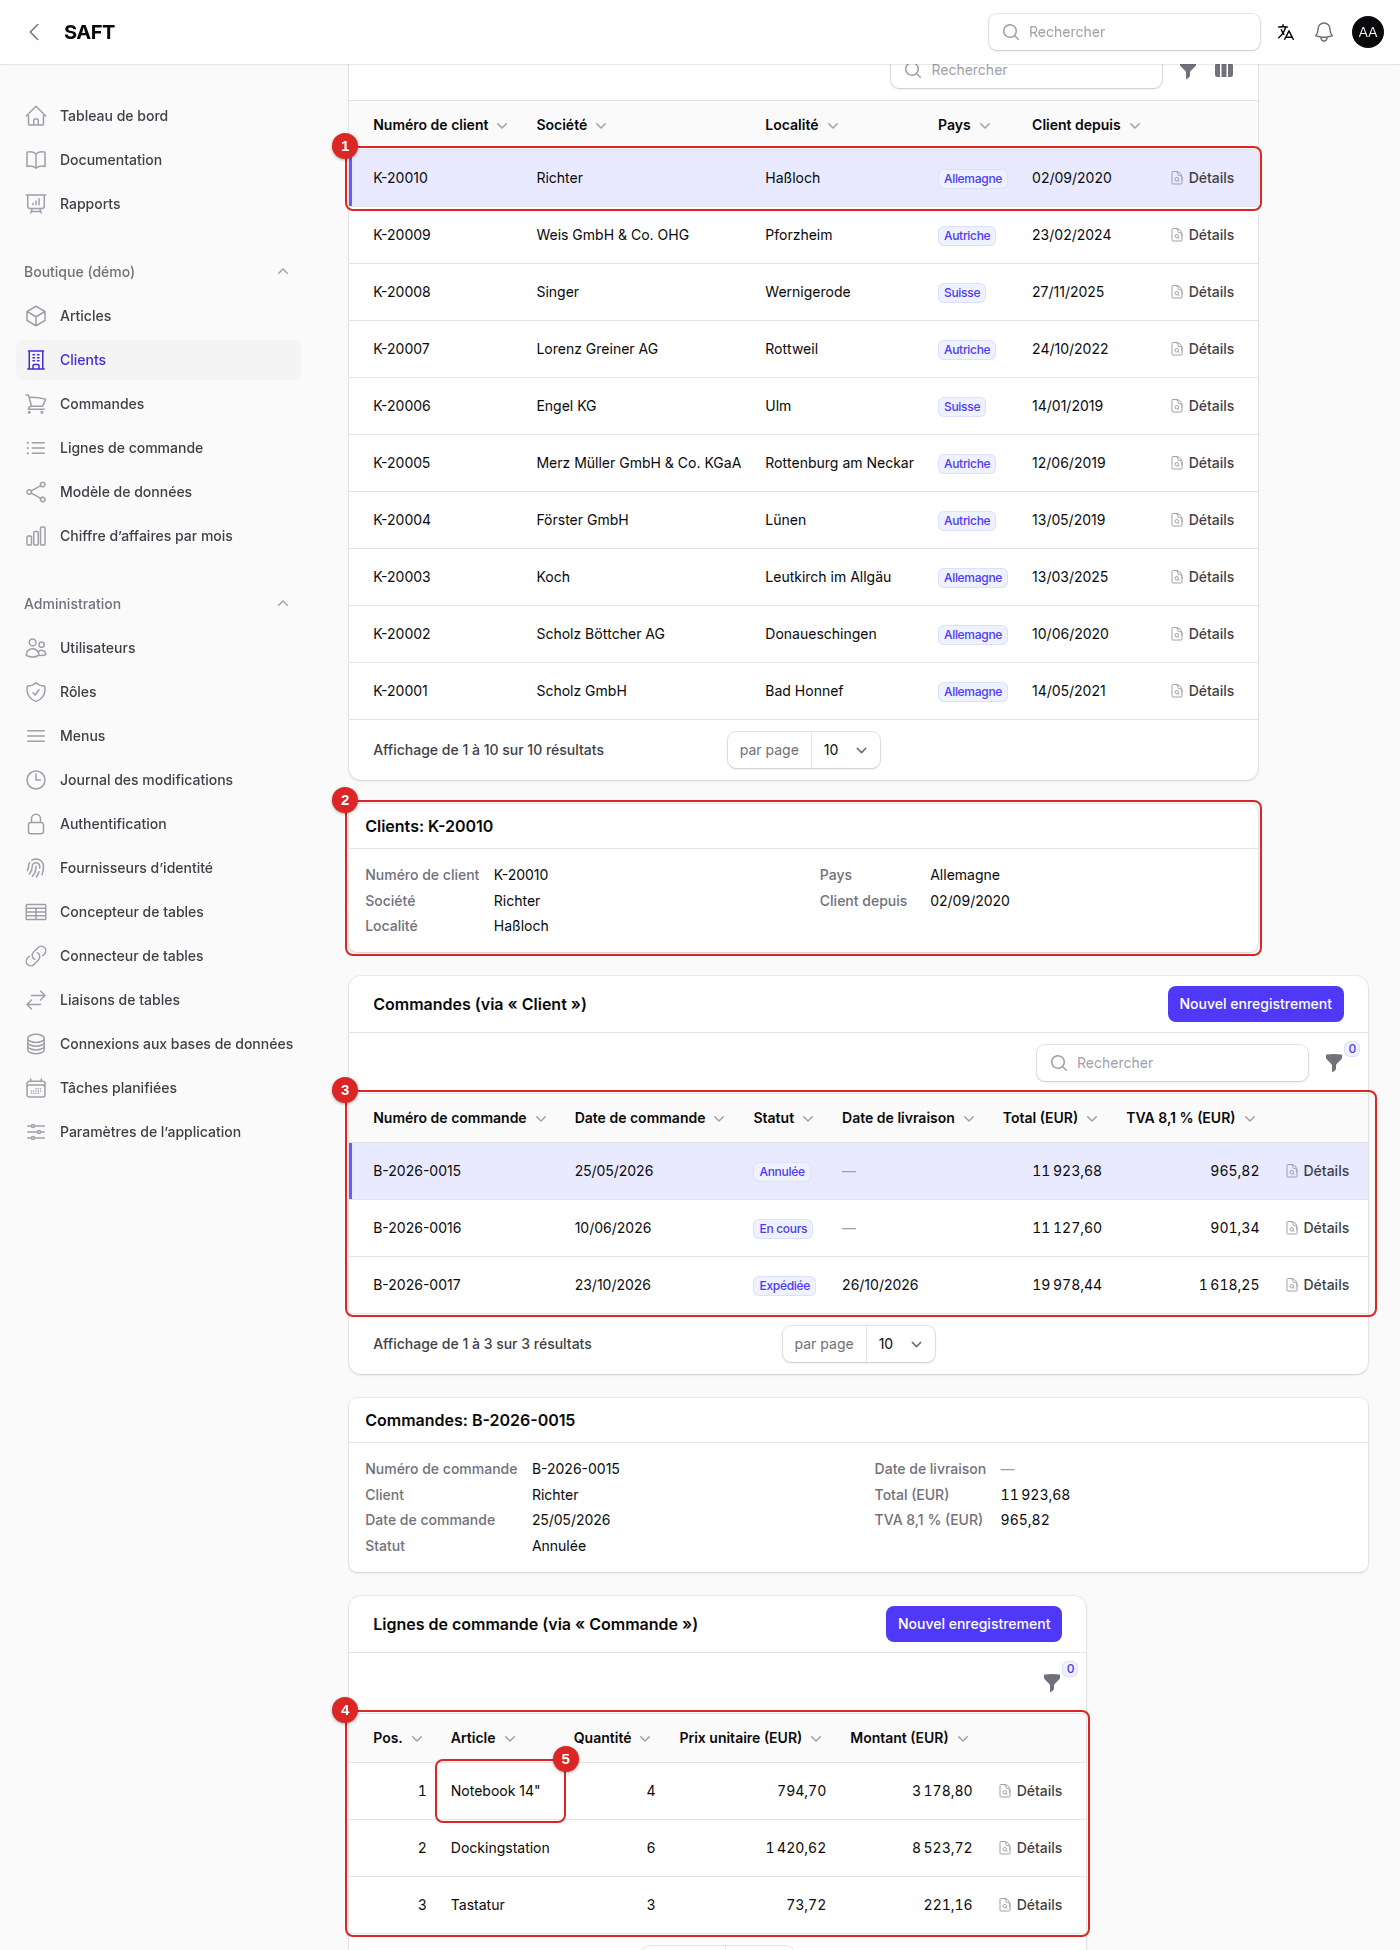 SAFT
Rechercher
AA
Tableau de bord
Documentation
Rapports
Boutique (démo)
Articles
Clients
Commandes
Lignes de commande
Modèle de données
Chiffre d’affaires par mois
Administration
Utilisateurs
Rôles
Menus
Journal des modifications
Authentification
Fournisseurs d’identité
Concepteur de tables
Connecteur de tables
Liaisons de tables
Connexions aux bases de données
Tâches planifiées
Paramètres de l’application
Rechercher
Numéro de client Société Localité Pays Client depuis
1
K-20010 Richter Haßloch Allemagne 02/09/2020 Détails
K-20009 Weis GmbH & Co. OHG Pforzheim Autriche 23/02/2024 Détails
K-20008 Singer Wernigerode Suisse 27/11/2025 Détails
K-20007 Lorenz Greiner AG Rottweil Autriche 24/10/2022 Détails
K-20006 Engel KG Ulm Suisse 14/01/2019 Détails
K-20005 Merz Müller GmbH & Co. KGaA Rottenburg am Neckar Autriche 12/06/2019 Détails
K-20004 Förster GmbH Lünen Autriche 13/05/2019 Détails
K-20003 Koch Leutkirch im Allgäu Allemagne 13/03/2025 Détails
K-20002 Scholz Böttcher AG Donaueschingen Allemagne 10/06/2020 Détails
K-20001 Scholz GmbH Bad Honnef Allemagne 14/05/2021 Détails
Affichage de 1 à 10 sur 10 résultats par page 10
2
Clients: K-20010
Numéro de client K-20010 Pays Allemagne
Société Richter Client depuis 02/09/2020
Localité Haßloch
Commandes (via « Client ») Nouvel enregistrement
Rechercher 0
3
Numéro de commande Date de commande Statut Date de livraison Total (EUR) TVA 8,1 % (EUR)
B-2026-0015 25/05/2026 Annulée — 11 923,68 965,82 Détails
B-2026-0016 10/06/2026 En cours — 11 127,60 901,34 Détails
B-2026-0017 23/10/2026 Expédiée 26/10/2026 19 978,44 1 618,25 Détails
Affichage de 1 à 3 sur 3 résultats par page 10
Commandes: B-2026-0015
Numéro de commande B-2026-0015 Date de livraison —
Client Richter Total (EUR) 11 923,68
Date de commande 25/05/2026 TVA 8,1 % (EUR) 965,82
Statut Annulée
Lignes de commande (via « Commande ») Nouvel enregistrement
0
4
Pos. Article Quantité Prix unitaire (EUR) Montant (EUR)
5
1 Notebook 14" 4 794,70 3 178,80 Détails
2 Dockingstation 6 1 420,62 8 523,72 Détails
3 Tastatur 3 73,72 221,16 Détails